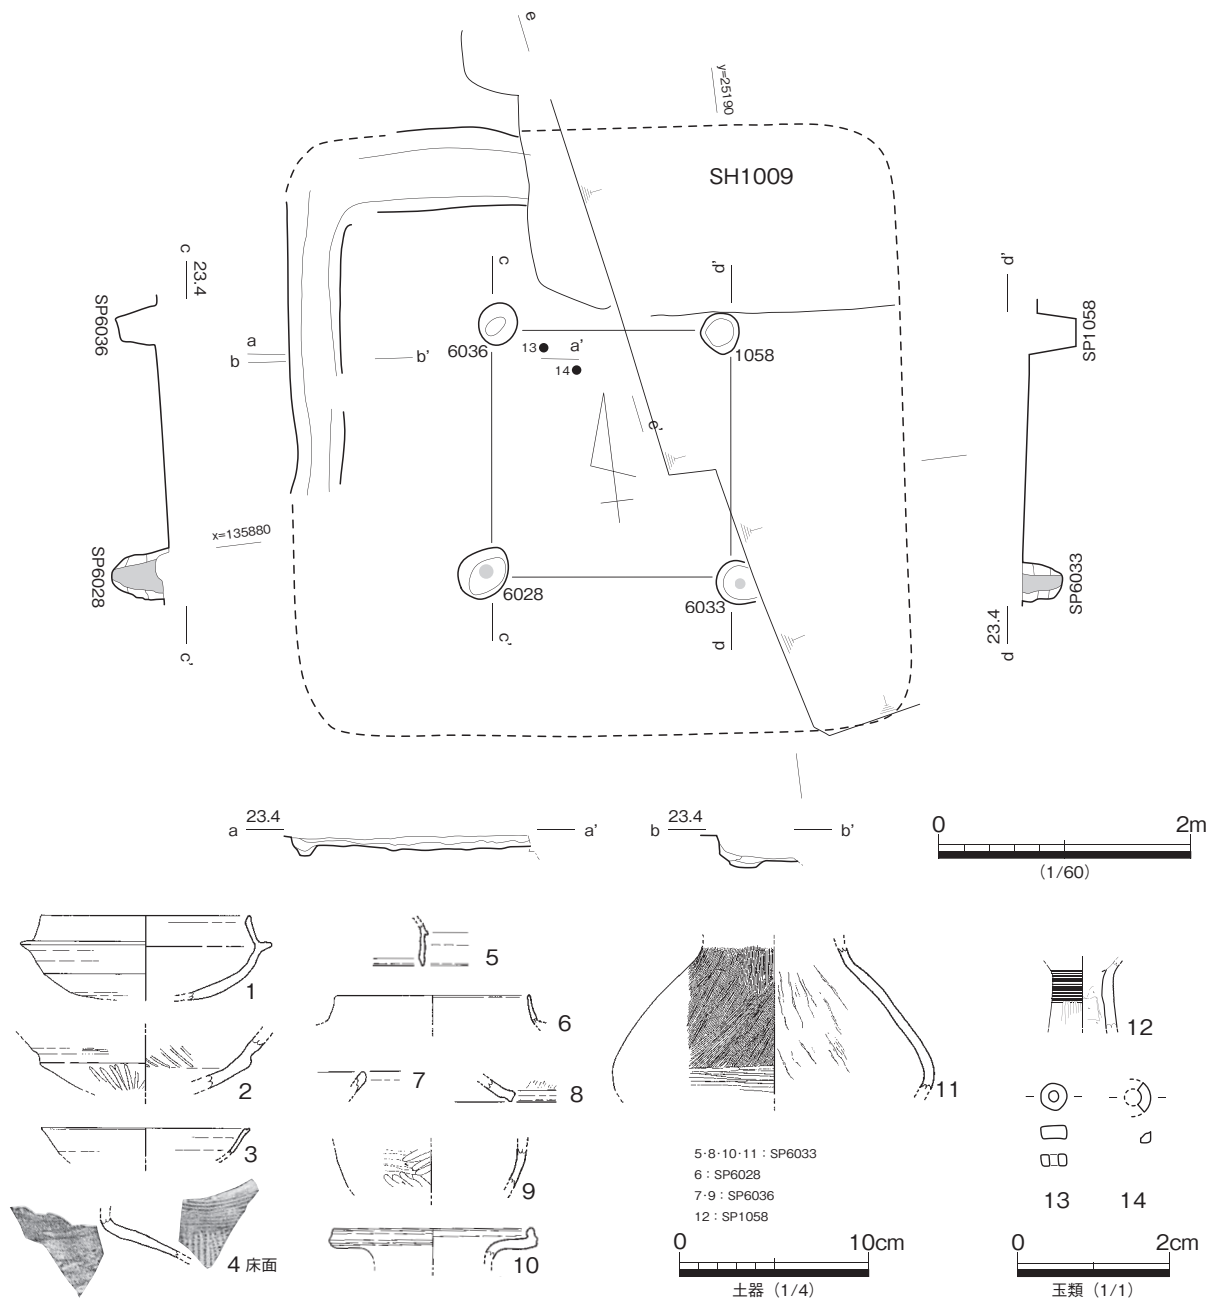 e
y=25190
SH1009
c
23.4
SP6036
c
d'
d'
SP1058
a
b
b'
6036
13
a'
14
1058
e'
x=135880
SP6028
c'
6028
c'
6033
d
SP6033
23.4
d
a
23.4
a'
b
23.4
b'
0
2m
（1/60）
1
2
3
4 床面
5
6
7
8
9
10
11
12
13
14
5·8·10·11：SP6033
6：SP6028
7·9：SP6036
12：SP1058
0
10cm
土器（1/4）
0
2cm
玉類（1/1）